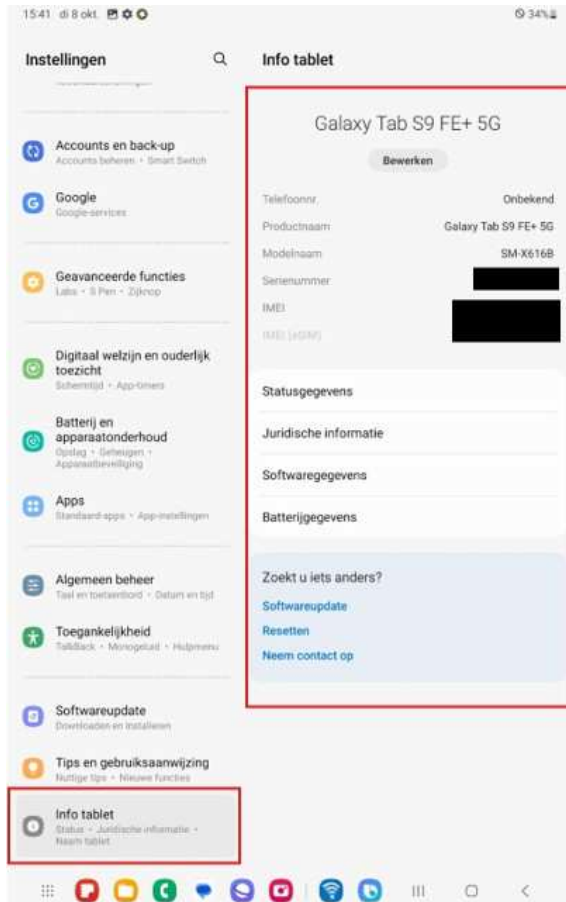 15:41 di 8 okt.
34%
Instellingen
Accounts en back-up
Accounts beheren • Smart Switch
Google
Google-services
Geavanceerde functies
Labs • S Pen • Zijknop
Digitaal welzijn en ouderlijk
toezicht
Schermtijd • App-timers
Batterij en
apparaatonderhoud
Opslag • Geheugen •
Apparaatbeveiliging
Apps
Standaard-apps • App-instellingen
Algemeen beheer
Taal en toetsenbord • Datum en tijd
Toegankelijkheid
TalkBack • Monogeluid • Hulpmenu
Softwareupdate
Downloaden en installeren
Tips en gebruiksaanwijzing
Nuttige tips • Nieuwe functies
Info tablet
Status • Juridische informatie •
Naam tablet
Info tablet
Galaxy Tab S9 FE+ 5G
Bewerken
Telefoonnr. Onbekend
Productnaam Galaxy Tab S9 FE+ 5G
Modelnaam SM-X616B
Serienummer
IMEI
IMEI (eSIM)
Statusgegevens
Juridische informatie
Softwaregegevens
Batterijgegevens
Zoekt u iets anders?
Softwareupdate
Resetten
Neem contact op